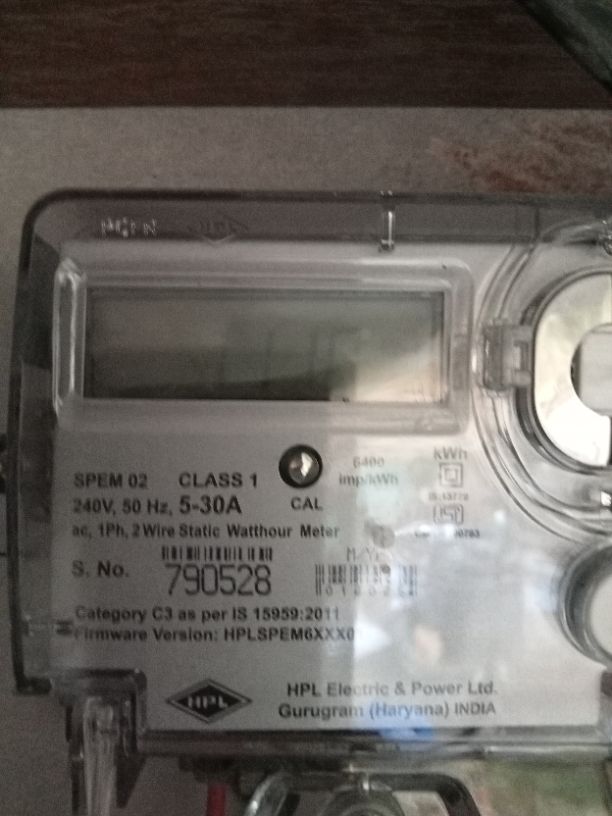 SPEM 02 CLASS 1
240V, 50 Hz, 5-30A
CAL
6400
imp/kWh
kWh
ac, 1Ph, 2 Wire Static Watthour Meter
S. No. 790528
Category C3 as per IS 15959:2011
Firmware Version: HPLSPEM6XXX0
HPL
HPL Electric & Power Ltd.
Gurugram (Haryana) INDIA